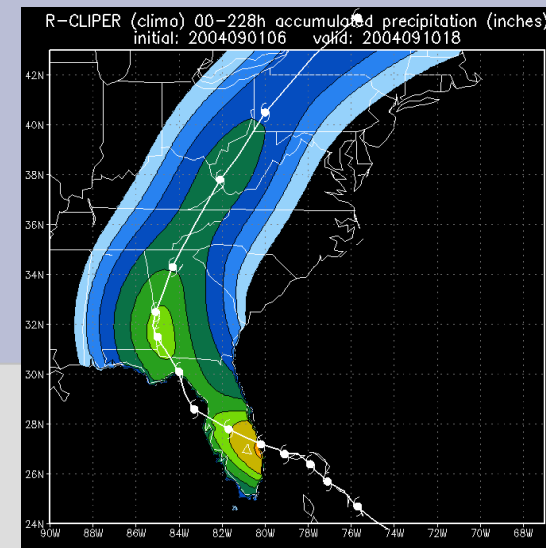 R-CLIPER (climo) 00-228h accumulated precipitation (inches)
initial: 2004090106 valid: 2004091018
42N
40N
38N
36N
34N
32N
30N
28N
26N
24N
90W 88W 86W 84W 82W 80W 78W 76W 74W 72W 70W 68W